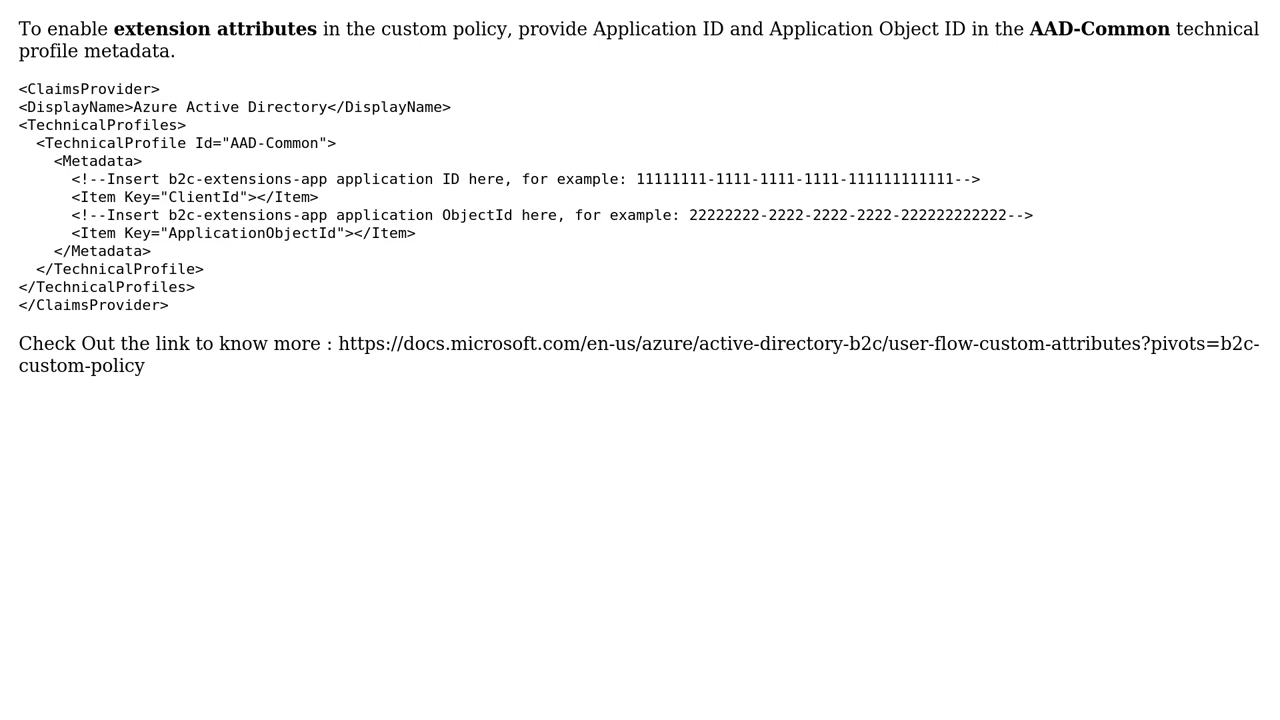 To enable extension attributes in the custom policy, provide Application ID and Application Object ID in the AAD-Common technical
profile metadata.
<ClaimsProvider>
<DisplayName>Azure Active Directory</DisplayName>
<TechnicalProfiles>
  <TechnicalProfile Id="AAD-Common">
    <Metadata>
      <!--Insert b2c-extensions-app application ID here, for example: 11111111-1111-1111-1111-111111111111-->
      <Item Key="ClientId"></Item>
      <!--Insert b2c-extensions-app application ObjectId here, for example: 22222222-2222-2222-2222-222222222222-->
      <Item Key="ApplicationObjectId"></Item>
    </Metadata>
  </TechnicalProfile>
</TechnicalProfiles>
</ClaimsProvider>
Check Out the link to know more : https://docs.microsoft.com/en-us/azure/active-directory-b2c/user-flow-custom-attributes?pivots=b2c-
custom-policy